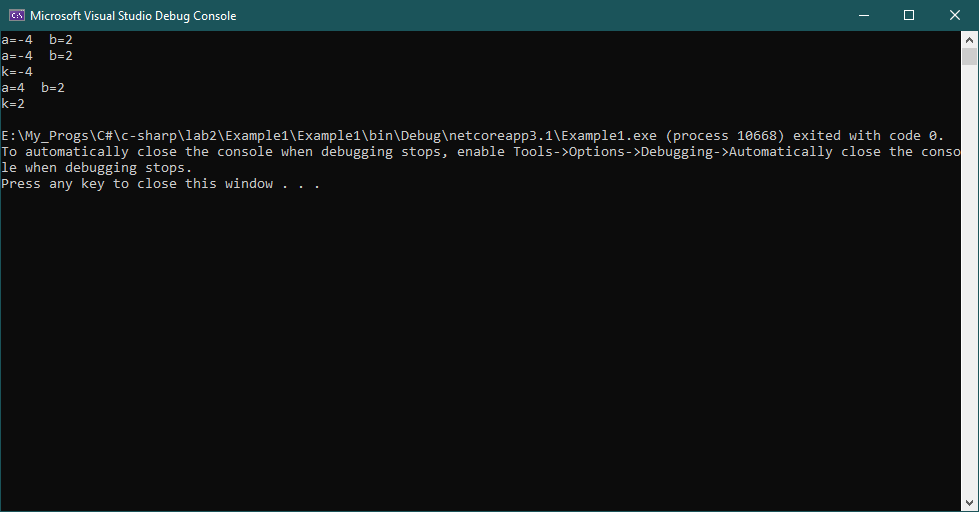 Microsoft Visual Studio Debug Console
a=-4  b=2
a=-4  b=2
k=-4
a=4  b=2
k=2
E:\My_Progs\C#\c-sharp\lab2\Example1\Example1\bin\Debug\netcoreapp3.1\Example1.exe (process 10668) exited with code 0.
To automatically close the console when debugging stops, enable Tools->Options->Debugging->Automatically close the conso
le when debugging stops.
Press any key to close this window . . .